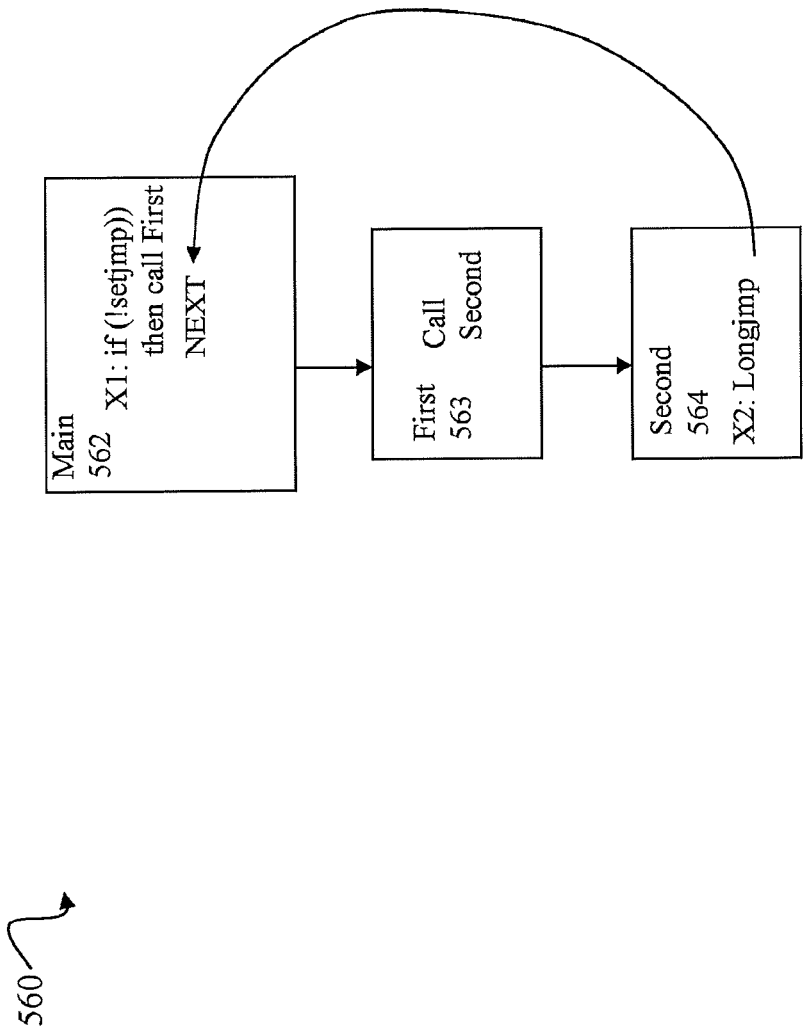 560
Main
562
X1: if (!setjmp))
then call First
NEXT
First
563
Call
Second
Second
564
X2: Longjmp